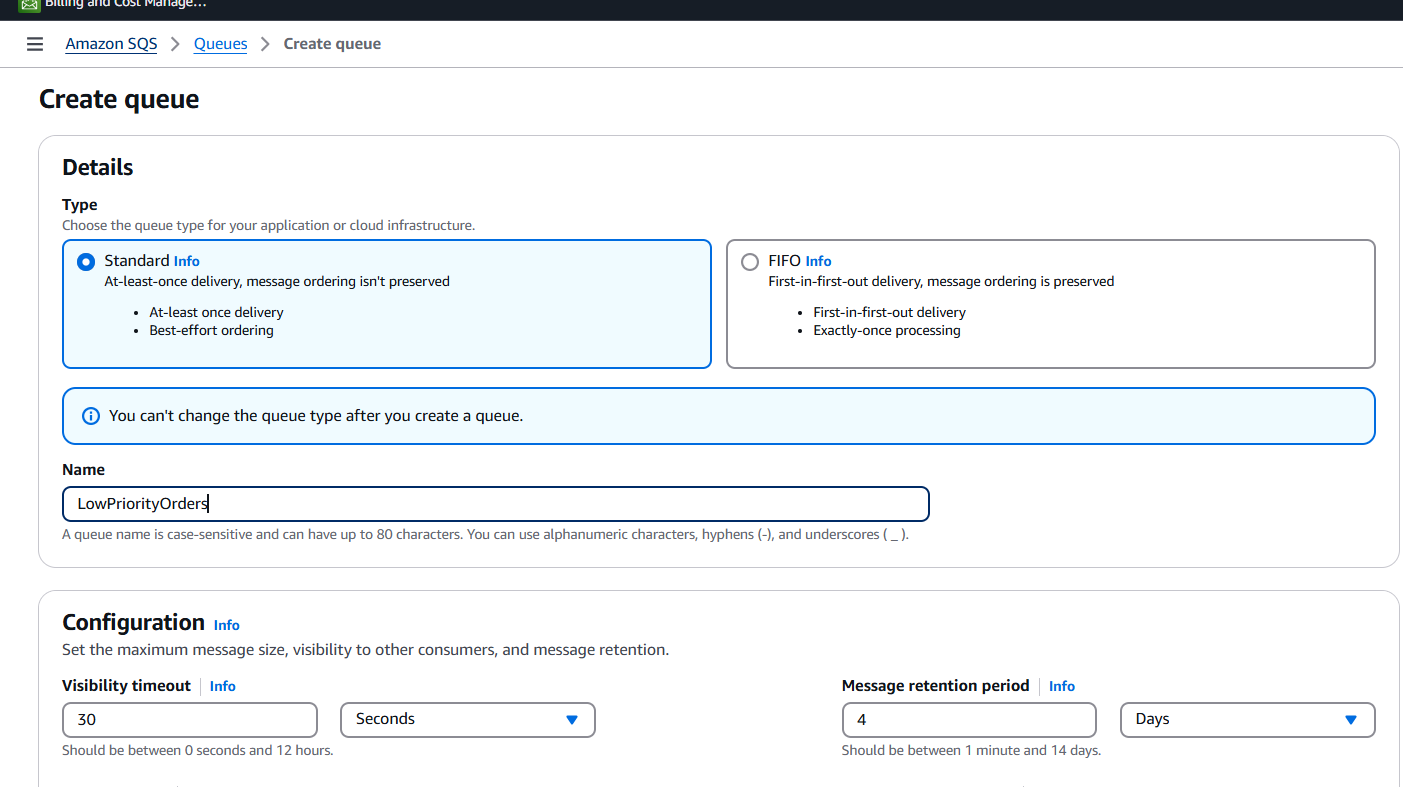 Billing and Cost Manage...
Amazon SQS > Queues > Create queue
Create queue
Details
Type
Choose the queue type for your application or cloud infrastructure.
Standard Info
At-least-once delivery, message ordering isn't preserved
• At-least once delivery
• Best-effort ordering
FIFO Info
First-in-first-out delivery, message ordering is preserved
• First-in-first-out delivery
• Exactly-once processing
You can't change the queue type after you create a queue.
Name
LowPriorityOrders
A queue name is case-sensitive and can have up to 80 characters. You can use alphanumeric characters, hyphens (-), and underscores ( _ ).
Configuration Info
Set the maximum message size, visibility to other consumers, and message retention.
Visibility timeout Info
30 Seconds
Should be between 0 seconds and 12 hours.
Message retention period Info
4 Days
Should be between 1 minute and 14 days.